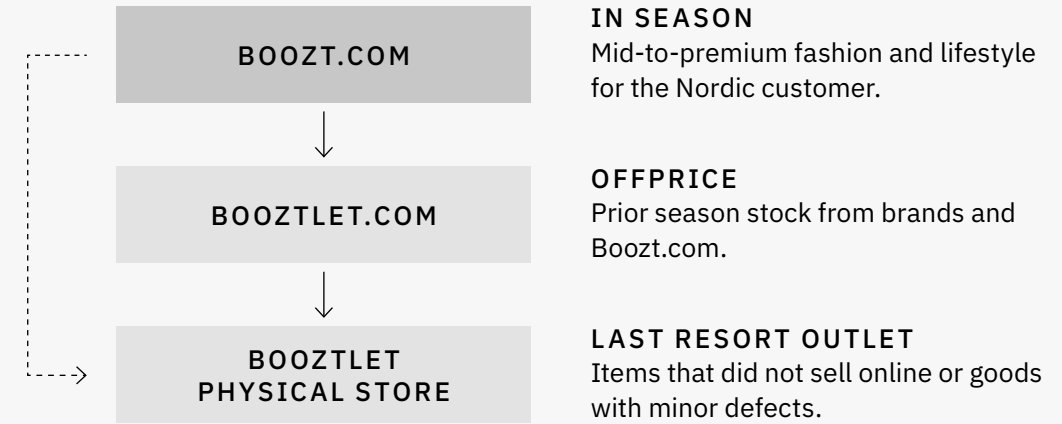 BOOZT.COM
IN SEASON
Mid-to-premium fashion and lifestyle
for the Nordic customer.
BOOZTLET.COM
OFFPRICE
Prior season stock from brands and
Boozt.com.
BOOZTLET
PHYSICAL STORE
LAST RESORT OUTLET
Items that did not sell online or goods
with minor defects.